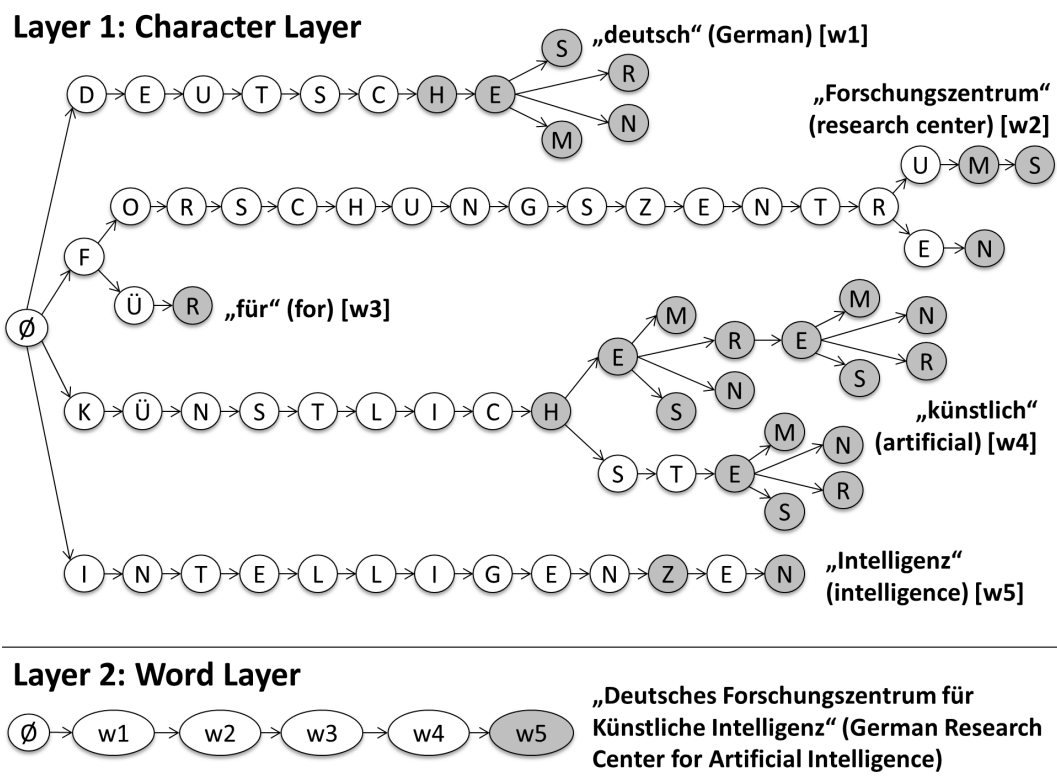 Layer 1: Character Layer
„deutsch“ (German) [w1]
S
D E U T S C H E R
N
M
„Forschungszentrum“
(research center) [w2]
U M S
O R S C H U N G S Z E N T R
E N
F
Ü R „für“ (for) [w3]
Ø
M
E R E M N
R
N S
S
K Ü N S T L I C H
„künstlich“
(artificial) [w4]
M N
S T E
R
S
I N T E L L I G E N Z E N
„Intelligenz“
(intelligence) [w5]
Layer 2: Word Layer
Ø w1 w2 w3 w4 w5
„Deutsches Forschungszentrum für
Künstliche Intelligenz“ (German Research
Center for Artificial Intelligence)